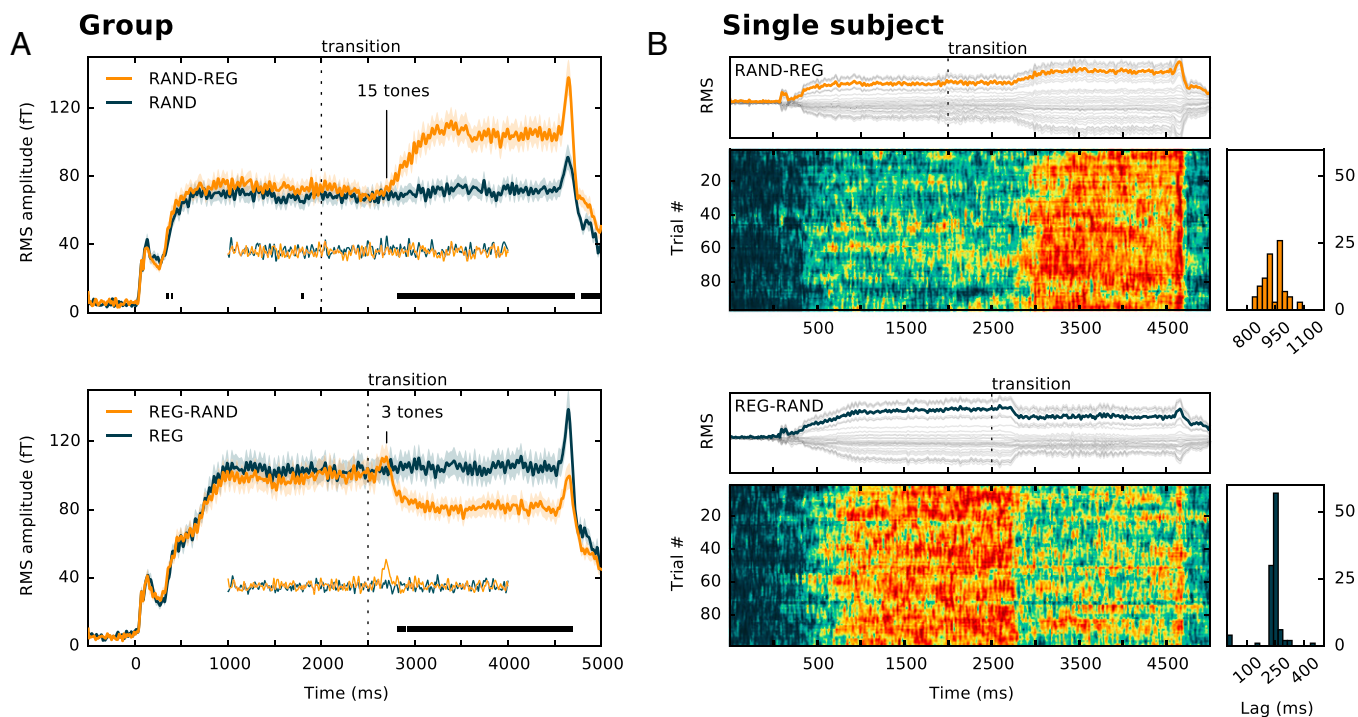 A
Group
transition
RAND-REG
RAND
15 tones
RMS amplitude (fT)
120
80
40
0
transition
REG-RAND
REG
3 tones
RMS amplitude (fT)
120
80
40
0
0 1000 2000 3000 4000 5000
Time (ms)
B
Single subject
transition
RAND-REG
RMS
Trial #
20
40
60
80
500 1500 2500 3500 4500
50
25
0
800 950 1100
transition
REG-RAND
RMS
Trial #
20
40
60
80
500 1500 2500 3500 4500
Time (ms)
50
25
0
100 250 400
Lag (ms)